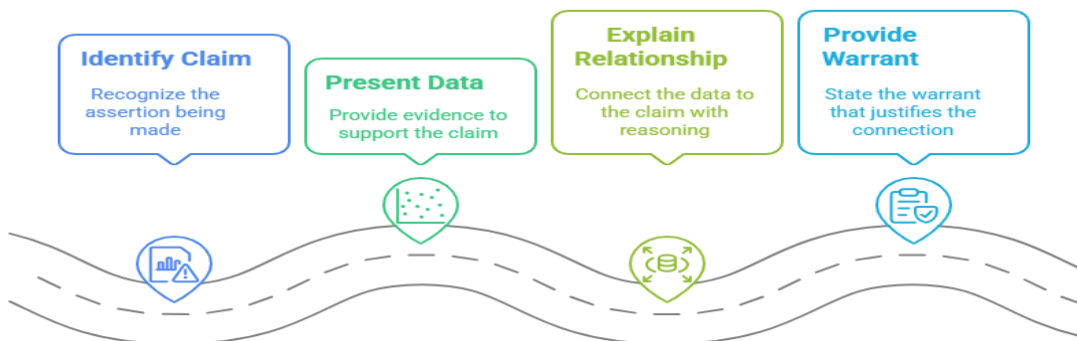 Identify Claim
Recognize the
assertion being
made
Present Data
Provide evidence to
support the claim
Explain
Relationship
Connect the data to
the claim with
reasoning
Provide
Warrant
State the warrant
that justifies the
connection